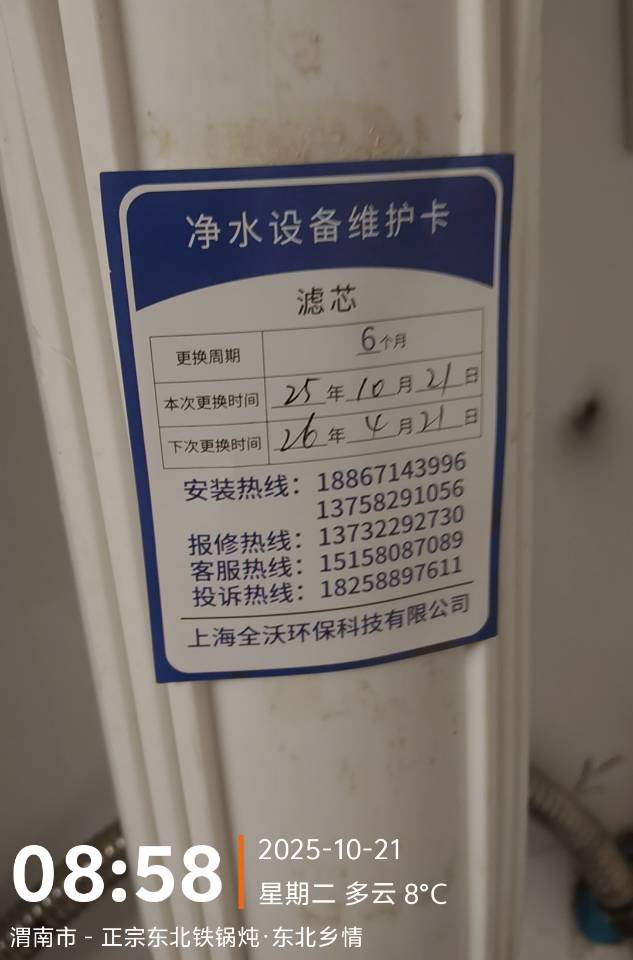 净水设备维护卡
滤芯
更换周期 6个月
本次更换时间 25年10月21日
下次更换时间 26年4月21日
安装热线：18867143996
13758291056
报修热线：13732292730
客服热线：15158087089
投诉热线：18258897611
上海全沃环保科技有限公司
08:58
2025-10-21
星期二 多云 8°C
渭南市 - 正宗东北铁锅炖·东北乡情